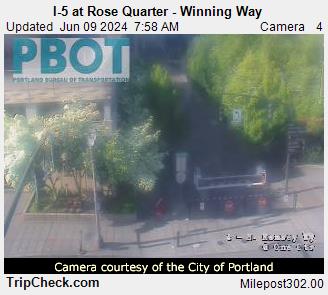 I-5 at Rose Quarter - Winning Way
Updated Jun 09 2024 7:58 AM Camera 4
PBOT
PORTLAND BUREAU OF TRANSPORTATION
Camera courtesy of the City of Portland
TripCheck.com Milepost302.00